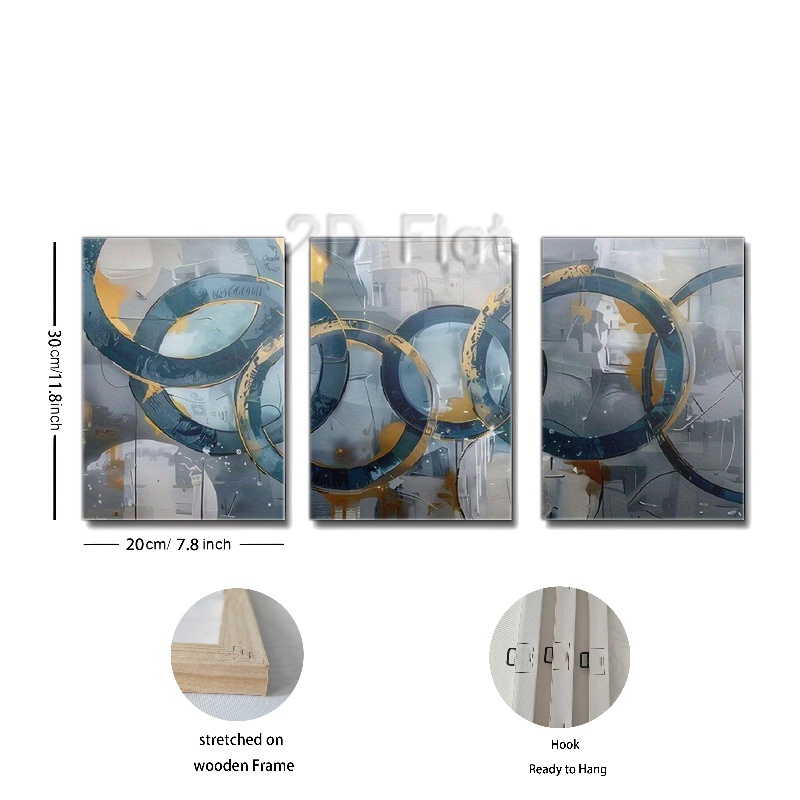 2D Flat
30cm/11.8inch
20cm/ 7.8 inch
stretched on
wooden Frame
Hook
Ready to Hang